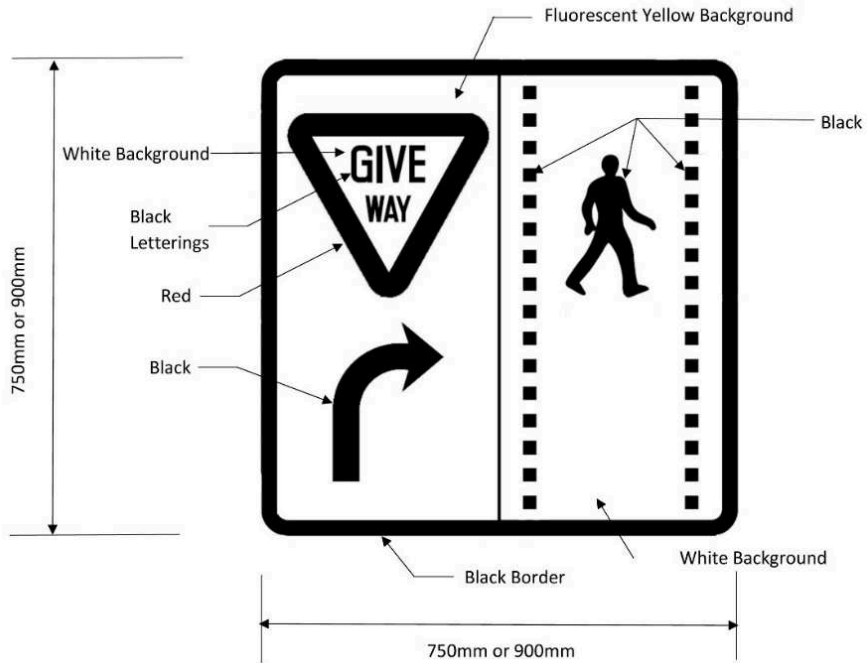 Fluorescent Yellow Background
White Background
GIVE
WAY
Black
Black
Letterings
Red
Black
750mm or 900mm
White Background
Black Border
750mm or 900mm